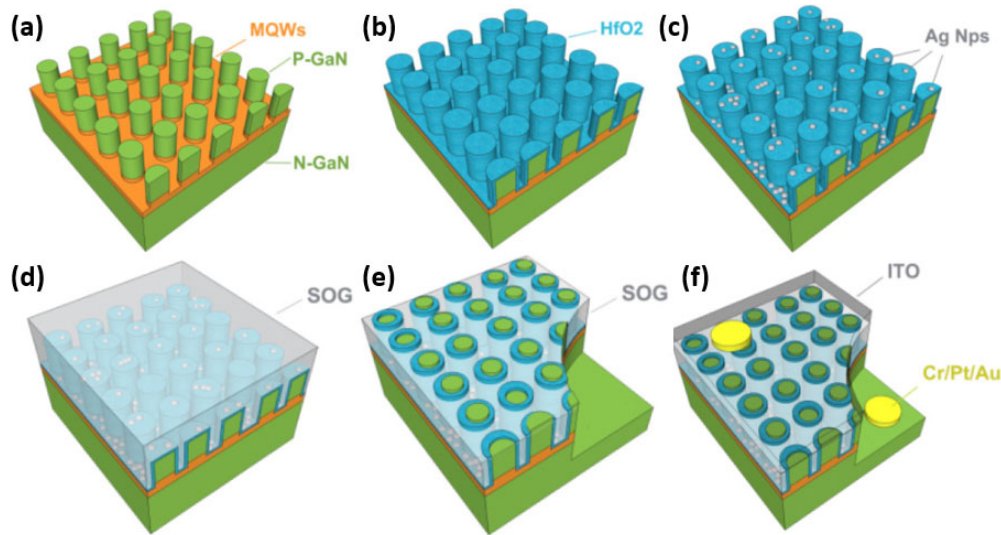 (a)
MQWs
P-GaN
N-GaN
(b)
HfO2
(c)
Ag Nps
(d)
SOG
(e)
SOG
(f)
ITO
Cr/Pt/Au